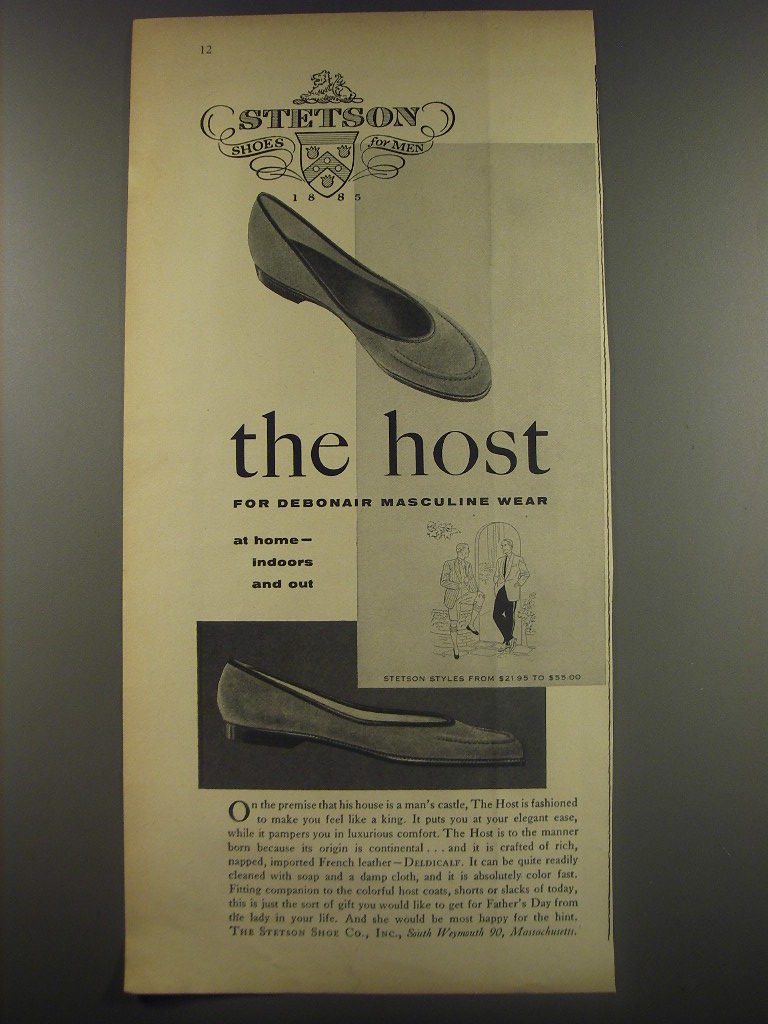 12
STETSON
SHOES for MEN
1885
the host
FOR DEBONAIR MASCULINE WEAR
at home—
indoors
and out
STETSON STYLES FROM $21.95 TO $55.00
On the premise that his house is a man's castle, The Host is fashioned
to make you feel like a king. It puts you at your elegant ease,
while it pampers you in luxurious comfort. The Host is to the manner
born because its origin is continental . . . and it is crafted of rich,
napped, imported French leather—DELDICALF. It can be quite readily
cleaned with soap and a damp cloth, and it is absolutely color fast.
Fitting companion to the colorful host coats, shorts or slacks of today,
this is just the sort of gift you would like to get for Father's Day from
the lady in your life. And she would be most happy for the hint.
THE STETSON SHOE CO., INC., South Weymouth 90, Massachusetts.